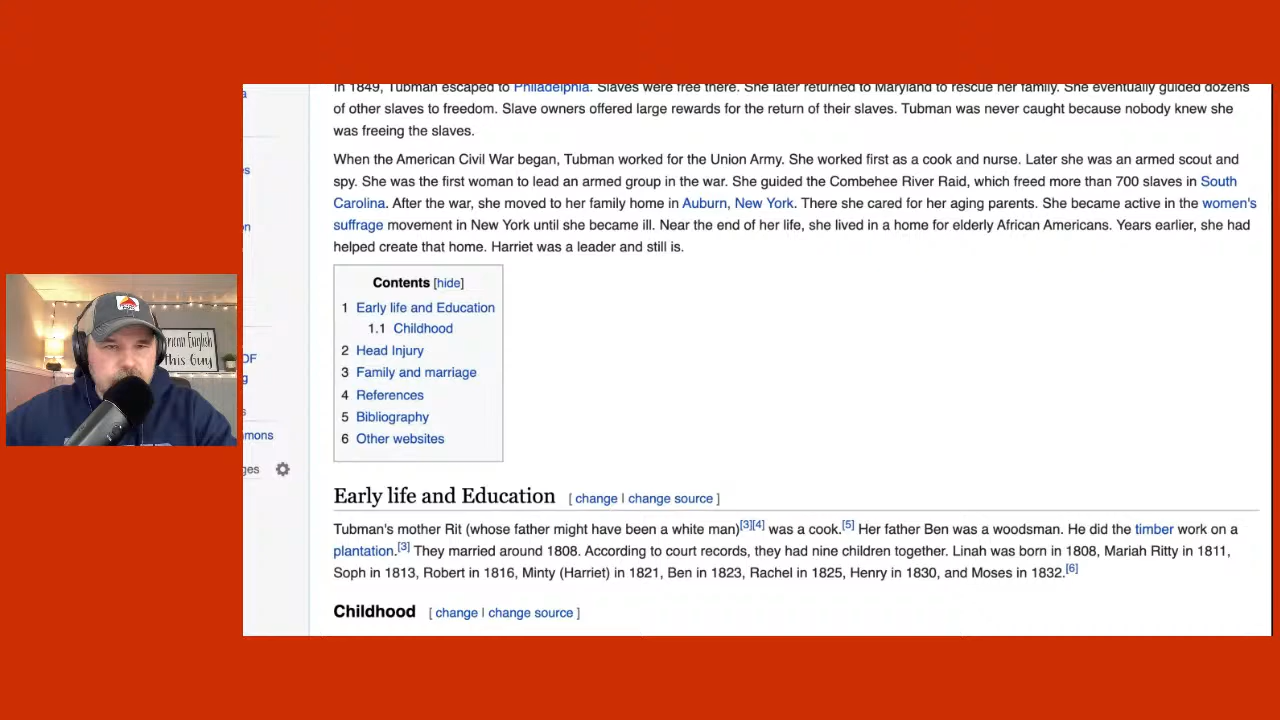 In 1849, Tubman escaped to Philadelphia. Slaves were free there. She later returned to Maryland to rescue her family. She eventually guided dozens
of other slaves to freedom. Slave owners offered large rewards for the return of their slaves. Tubman was never caught because nobody knew she
was freeing the slaves.
When the American Civil War began, Tubman worked for the Union Army. She worked first as a cook and nurse. Later she was an armed scout and
spy. She was the first woman to lead an armed group in the war. She guided the Combehee River Raid, which freed more than 700 slaves in South
Carolina. After the war, she moved to her family home in Auburn, New York. There she cared for her aging parents. She became active in the women's
suffrage movement in New York until she became ill. Near the end of her life, she lived in a home for elderly African Americans. Years earlier, she had
helped create that home. Harriet was a leader and still is.
Contents [hide]
1 Early life and Education
1.1 Childhood
2 Head Injury
3 Family and marriage
4 References
5 Bibliography
6 Other websites
Early life and Education [ change | change source ]
Tubman's mother Rit (whose father might have been a white man)[3][4] was a cook.[5] Her father Ben was a woodsman. He did the timber work on a
plantation.[3] They married around 1808. According to court records, they had nine children together. Linah was born in 1808, Mariah Ritty in 1811,
Soph in 1813, Robert in 1816, Minty (Harriet) in 1821, Ben in 1823, Rachel in 1825, Henry in 1830, and Moses in 1832.[6]
Childhood [ change | change source ]
rican English
this Guy